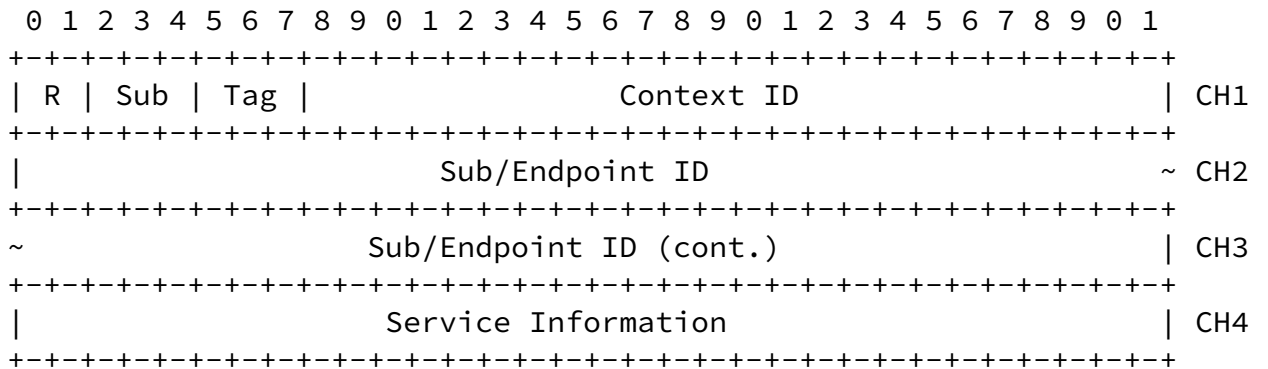 0 1 2 3 4 5 6 7 8 9 0 1 2 3 4 5 6 7 8 9 0 1 2 3 4 5 6 7 8 9 0 1
+-+-+-+-+-+-+-+-+-+-+-+-+-+-+-+-+-+-+-+-+-+-+-+-+-+-+-+-+-+-+-+-+
| R | Sub | Tag |                 Context ID                    | CH1
+-+-+-+-+-+-+-+-+-+-+-+-+-+-+-+-+-+-+-+-+-+-+-+-+-+-+-+-+-+-+-+-+
|                       Sub/Endpoint ID                         ~ CH2
+-+-+-+-+-+-+-+-+-+-+-+-+-+-+-+-+-+-+-+-+-+-+-+-+-+-+-+-+-+-+-+-+
~                   Sub/Endpoint ID (cont.)                     | CH3
+-+-+-+-+-+-+-+-+-+-+-+-+-+-+-+-+-+-+-+-+-+-+-+-+-+-+-+-+-+-+-+-+
|                    Service Information                        | CH4
+-+-+-+-+-+-+-+-+-+-+-+-+-+-+-+-+-+-+-+-+-+-+-+-+-+-+-+-+-+-+-+-+